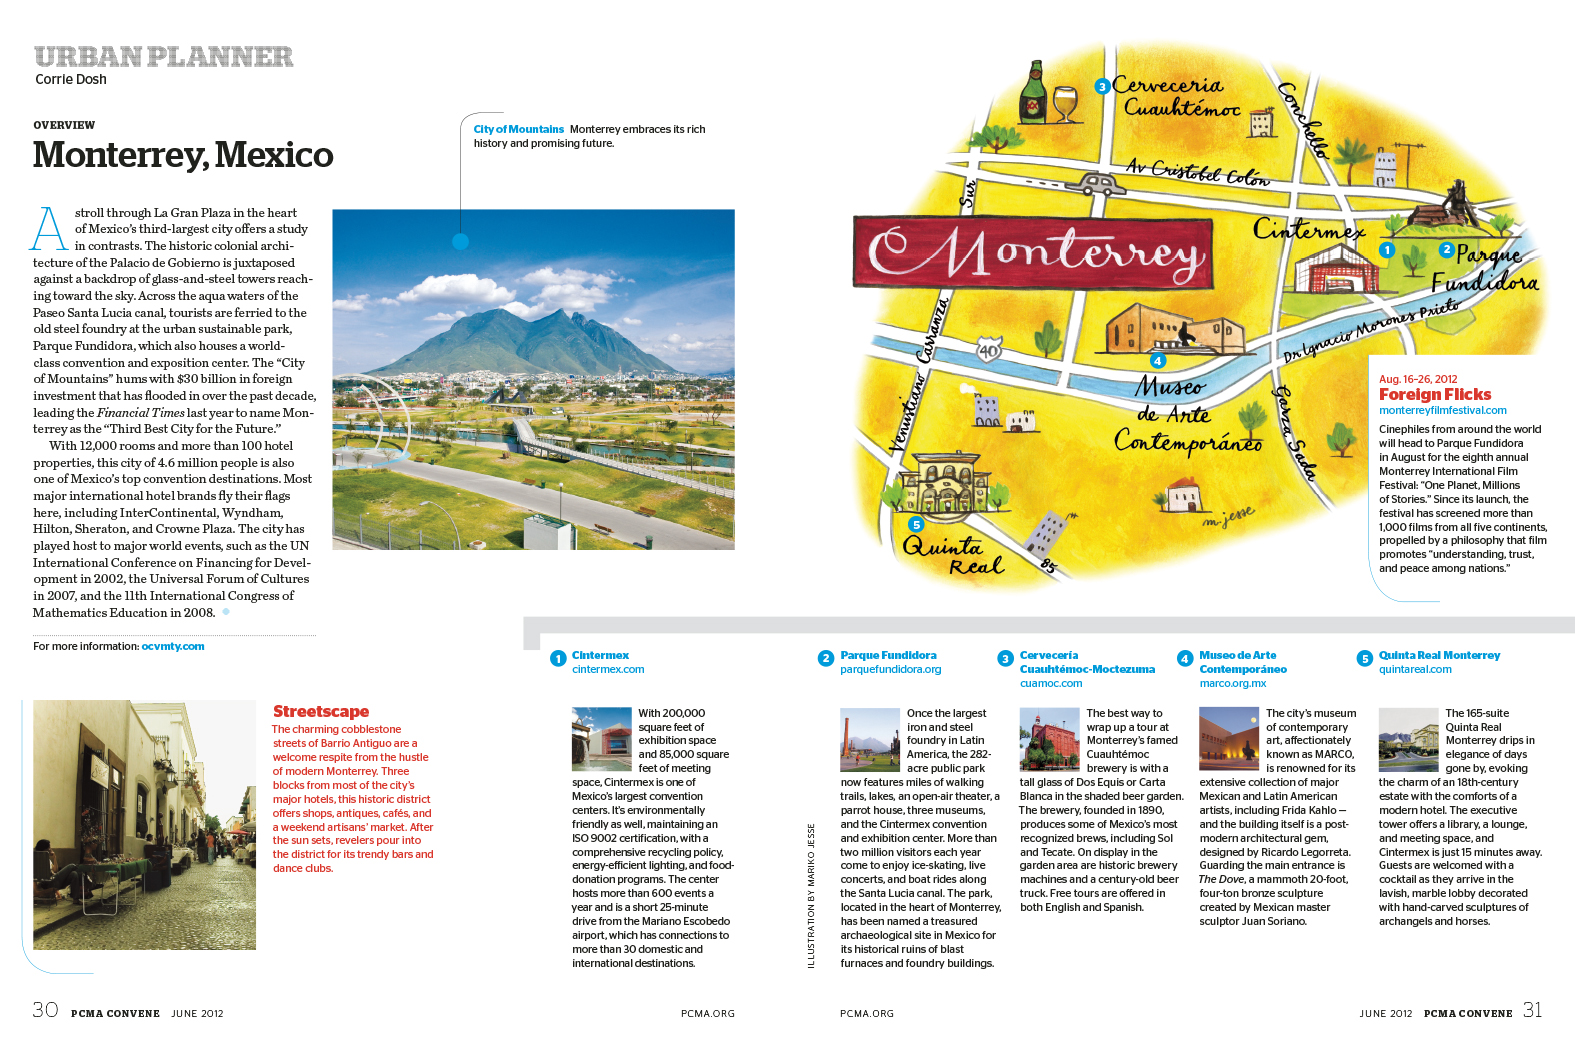 URBAN PLANNER
Corrie Dosh
OVERVIEW
Monterrey, Mexico
A stroll through La Gran Plaza in the heart
of Mexico's third-largest city offers a study
in contrasts. The historic colonial archi-
tecture of the Palacio de Gobierno is juxtaposed
against a backdrop of glass-and-steel towers reach-
ing toward the sky. Across the aqua waters of the
Paseo Santa Lucia canal, tourists are ferried to the
old steel foundry at the urban sustainable park,
Parque Fundidora, which also houses a world-
class convention and exposition center. The “City
of Mountains” hums with $30 billion in foreign
investment that has flooded in over the past decade,
leading the Financial Times last year to name Mon-
terrey as the “Third Best City for the Future.”
With 12,000 rooms and more than 100 hotel
properties, this city of 4.6 million people is also
one of Mexico's top convention destinations. Most
major international hotel brands fly their flags
here, including InterContinental, Wyndham,
Hilton, Sheraton, and Crowne Plaza. The city has
played host to major world events, such as the UN
International Conference on Financing for Devel-
opment in 2002, the Universal Forum of Cultures
in 2007, and the 11th International Congress of
Mathematics Education in 2008.
For more information: ocvmty.com
City of Mountains Monterrey embraces its rich
history and promising future.
Streetscape
The charming cobblestone
streets of Barrio Antiguo are a
welcome respite from the hustle
of modern Monterrey. Three
blocks from most of the city's
major hotels, this historic district
offers shops, antiques, cafés, and
a weekend artisans' market. After
the sun sets, revelers pour into
the district for its trendy bars and
dance clubs.
3 Cerveceria
Cuauhtémoc
Conchello
Av Cristobel Colón
Sur
Monterrey
Cintermex
1
2 Parque
Fundidora
Dr Ignacio Morones Prieto
Venustiano Carranza
40
4
Museo
de Arte
Contemporáneo
Garza Sada
5
Quinta
Real
85
m. jesse
Aug. 16–26, 2012
Foreign Flicks
monterreyfilmfestival.com
Cinephiles from around the world
will head to Parque Fundidora
in August for the eighth annual
Monterrey International Film
Festival: “One Planet, Millions
of Stories.” Since its launch, the
festival has screened more than
1,000 films from all five continents,
propelled by a philosophy that film
promotes “understanding, trust,
and peace among nations.”
1 Cintermex
cintermex.com
With 200,000
square feet of
exhibition space
and 85,000 square
feet of meeting
space, Cintermex is one of
Mexico's largest convention
centers. It's environmentally
friendly as well, maintaining an
ISO 9002 certification, with a
comprehensive recycling policy,
energy-efficient lighting, and food-
donation programs. The center
hosts more than 600 events a
year and is a short 25-minute
drive from the Mariano Escobedo
airport, which has connections to
more than 30 domestic and
international destinations.
ILLUSTRATION BY MARIKO JESSE
2 Parque Fundidora
parquefundidora.org
Once the largest
iron and steel
foundry in Latin
America, the 282-
acre public park
now features miles of walking
trails, lakes, an open-air theater, a
parrot house, three museums,
and the Cintermex convention
and exhibition center. More than
two million visitors each year
come to enjoy ice-skating, live
concerts, and boat rides along
the Santa Lucia canal. The park,
located in the heart of Monterrey,
has been named a treasured
archaeological site in Mexico for
its historical ruins of blast
furnaces and foundry buildings.
3 Cervecería
Cuauhtémoc-Moctezuma
cuamoc.com
The best way to
wrap up a tour at
Monterrey's famed
Cuauhtémoc
brewery is with a
tall glass of Dos Equis or Carta
Blanca in the shaded beer garden.
The brewery, founded in 1890,
produces some of Mexico's most
recognized brews, including Sol
and Tecate. On display in the
garden area are historic brewery
machines and a century-old beer
truck. Free tours are offered in
both English and Spanish.
4 Museo de Arte
Contemporáneo
marco.org.mx
The city's museum
of contemporary
art, affectionately
known as MARCO,
is renowned for its
extensive collection of major
Mexican and Latin American
artists, including Frida Kahlo —
and the building itself is a post-
modern architectural gem,
designed by Ricardo Legorreta.
Guarding the main entrance is
The Dove, a mammoth 20-foot,
four-ton bronze sculpture
created by Mexican master
sculptor Juan Soriano.
5 Quinta Real Monterrey
quintareal.com
The 165-suite
Quinta Real
Monterrey drips in
elegance of days
gone by, evoking
the charm of an 18th-century
estate with the comforts of a
modern hotel. The executive
tower offers a library, a lounge,
and meeting space, and
Cintermex is just 15 minutes away.
Guests are welcomed with a
cocktail as they arrive in the
lavish, marble lobby decorated
with hand-carved sculptures of
archangels and horses.
30 PCMA CONVENE JUNE 2012
PCMA.ORG
PCMA.ORG
JUNE 2012 PCMA CONVENE 31